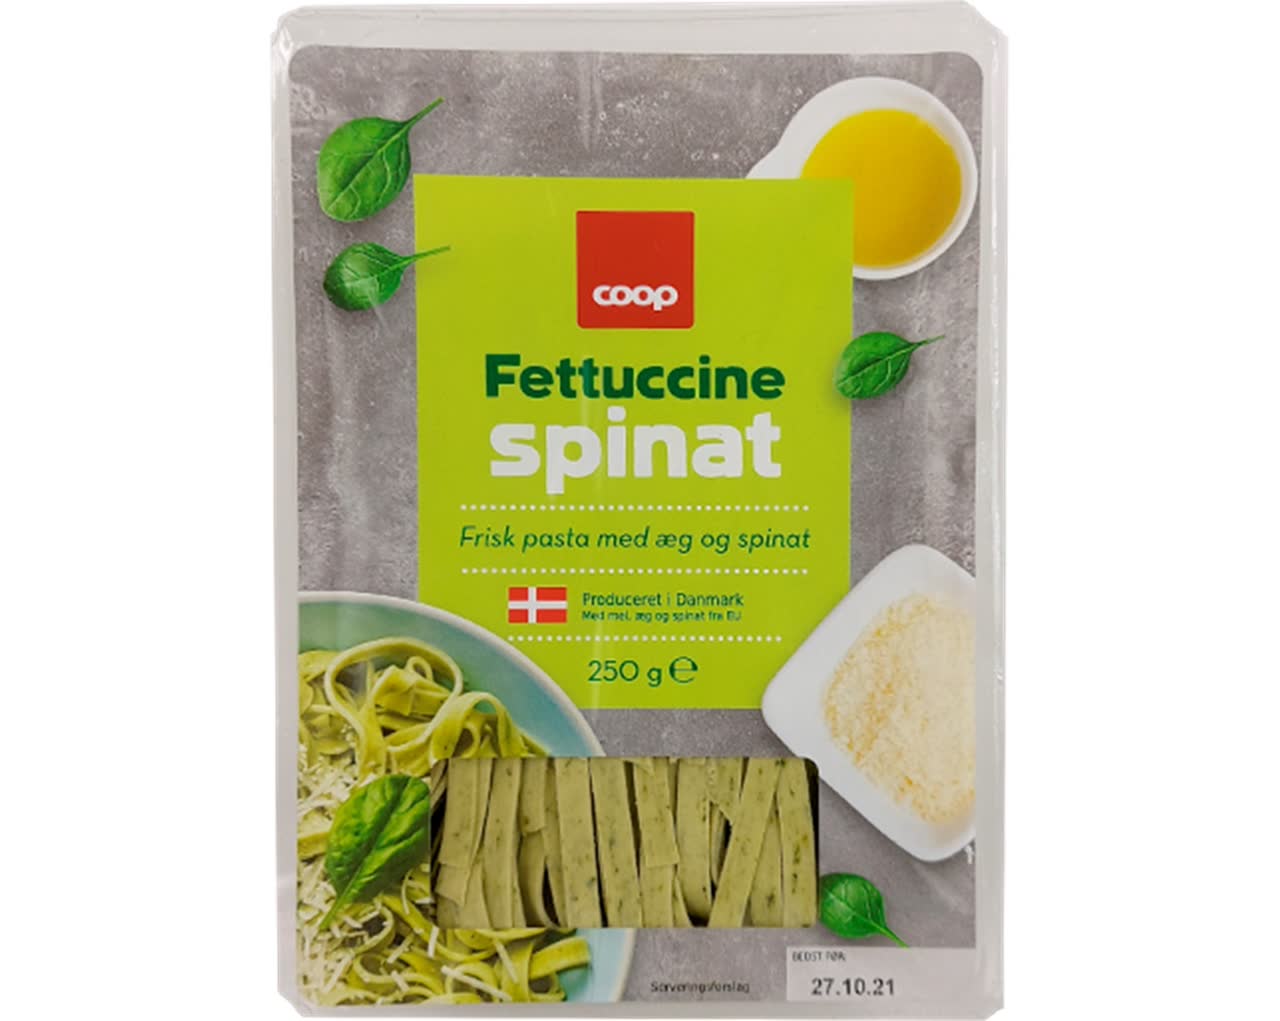 coop
Fettuccine
spinat
Frisk pasta med æg og spinat
Produceret i Danmark
Med mel, æg og spinat fra EU
250 g ℮
BEDST FØR:
27.10.21
Serveringsforslag